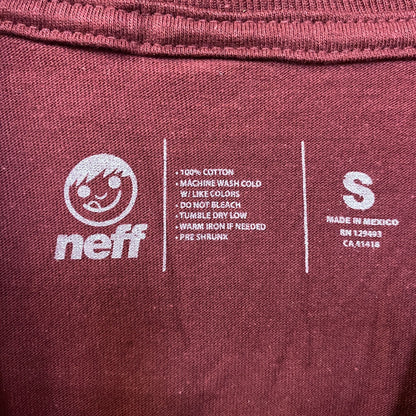 neff
• 100% COTTON
• MACHINE WASH COLD
W/ LIKE COLORS
• DO NOT BLEACH
• TUMBLE DRY LOW
• WARM IRON IF NEEDED
• PRE SHRUNK
S
MADE IN MEXICO
RN 129493
CA 41418